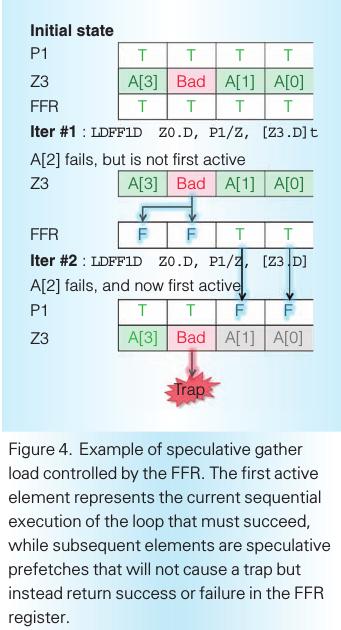 Initial state
P1 T T T T
Z3 A[3] Bad A[1] A[0]
FFR T T T T
Iter #1 : LDFF1D Z0.D, P1/Z, [Z3.D]t
A[2] fails, but is not first active
Z3 A[3] Bad A[1] A[0]
FFR F F T T
Iter #2 : LDFF1D Z0.D, P1/Z, [Z3.D]
A[2] fails, and now first active
P1 T T F F
Z3 A[3] Bad A[1] A[0]
Trap
Figure 4. Example of speculative gather
load controlled by the FFR. The first active
element represents the current sequential
execution of the loop that must succeed,
while subsequent elements are speculative
prefetches that will not cause a trap but
instead return success or failure in the FFR
register.